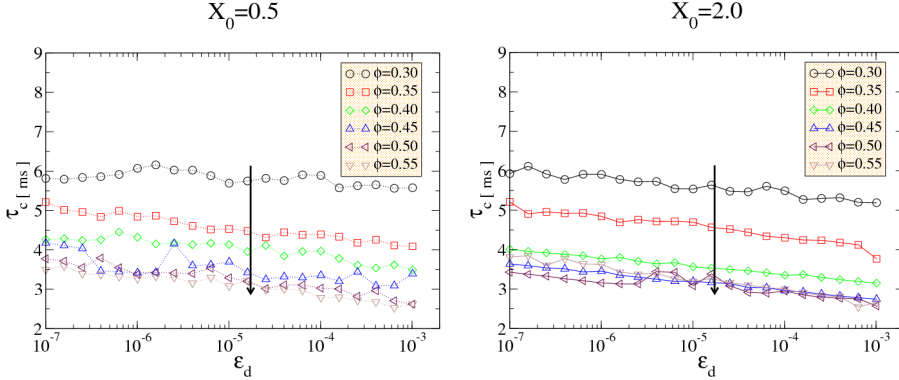 X₀=0.5
9
8
7
6
5
4
3
2
τc [ ms ]
φ=0.30
φ=0.35
φ=0.40
φ=0.45
φ=0.50
φ=0.55
10⁻⁷ 10⁻⁶ 10⁻⁵ 10⁻⁴ 10⁻³
εd
X₀=2.0
9
8
7
6
5
4
3
2
τc [ ms ]
φ=0.30
φ=0.35
φ=0.40
φ=0.45
φ=0.50
φ=0.55
10⁻⁷ 10⁻⁶ 10⁻⁵ 10⁻⁴ 10⁻³
εd